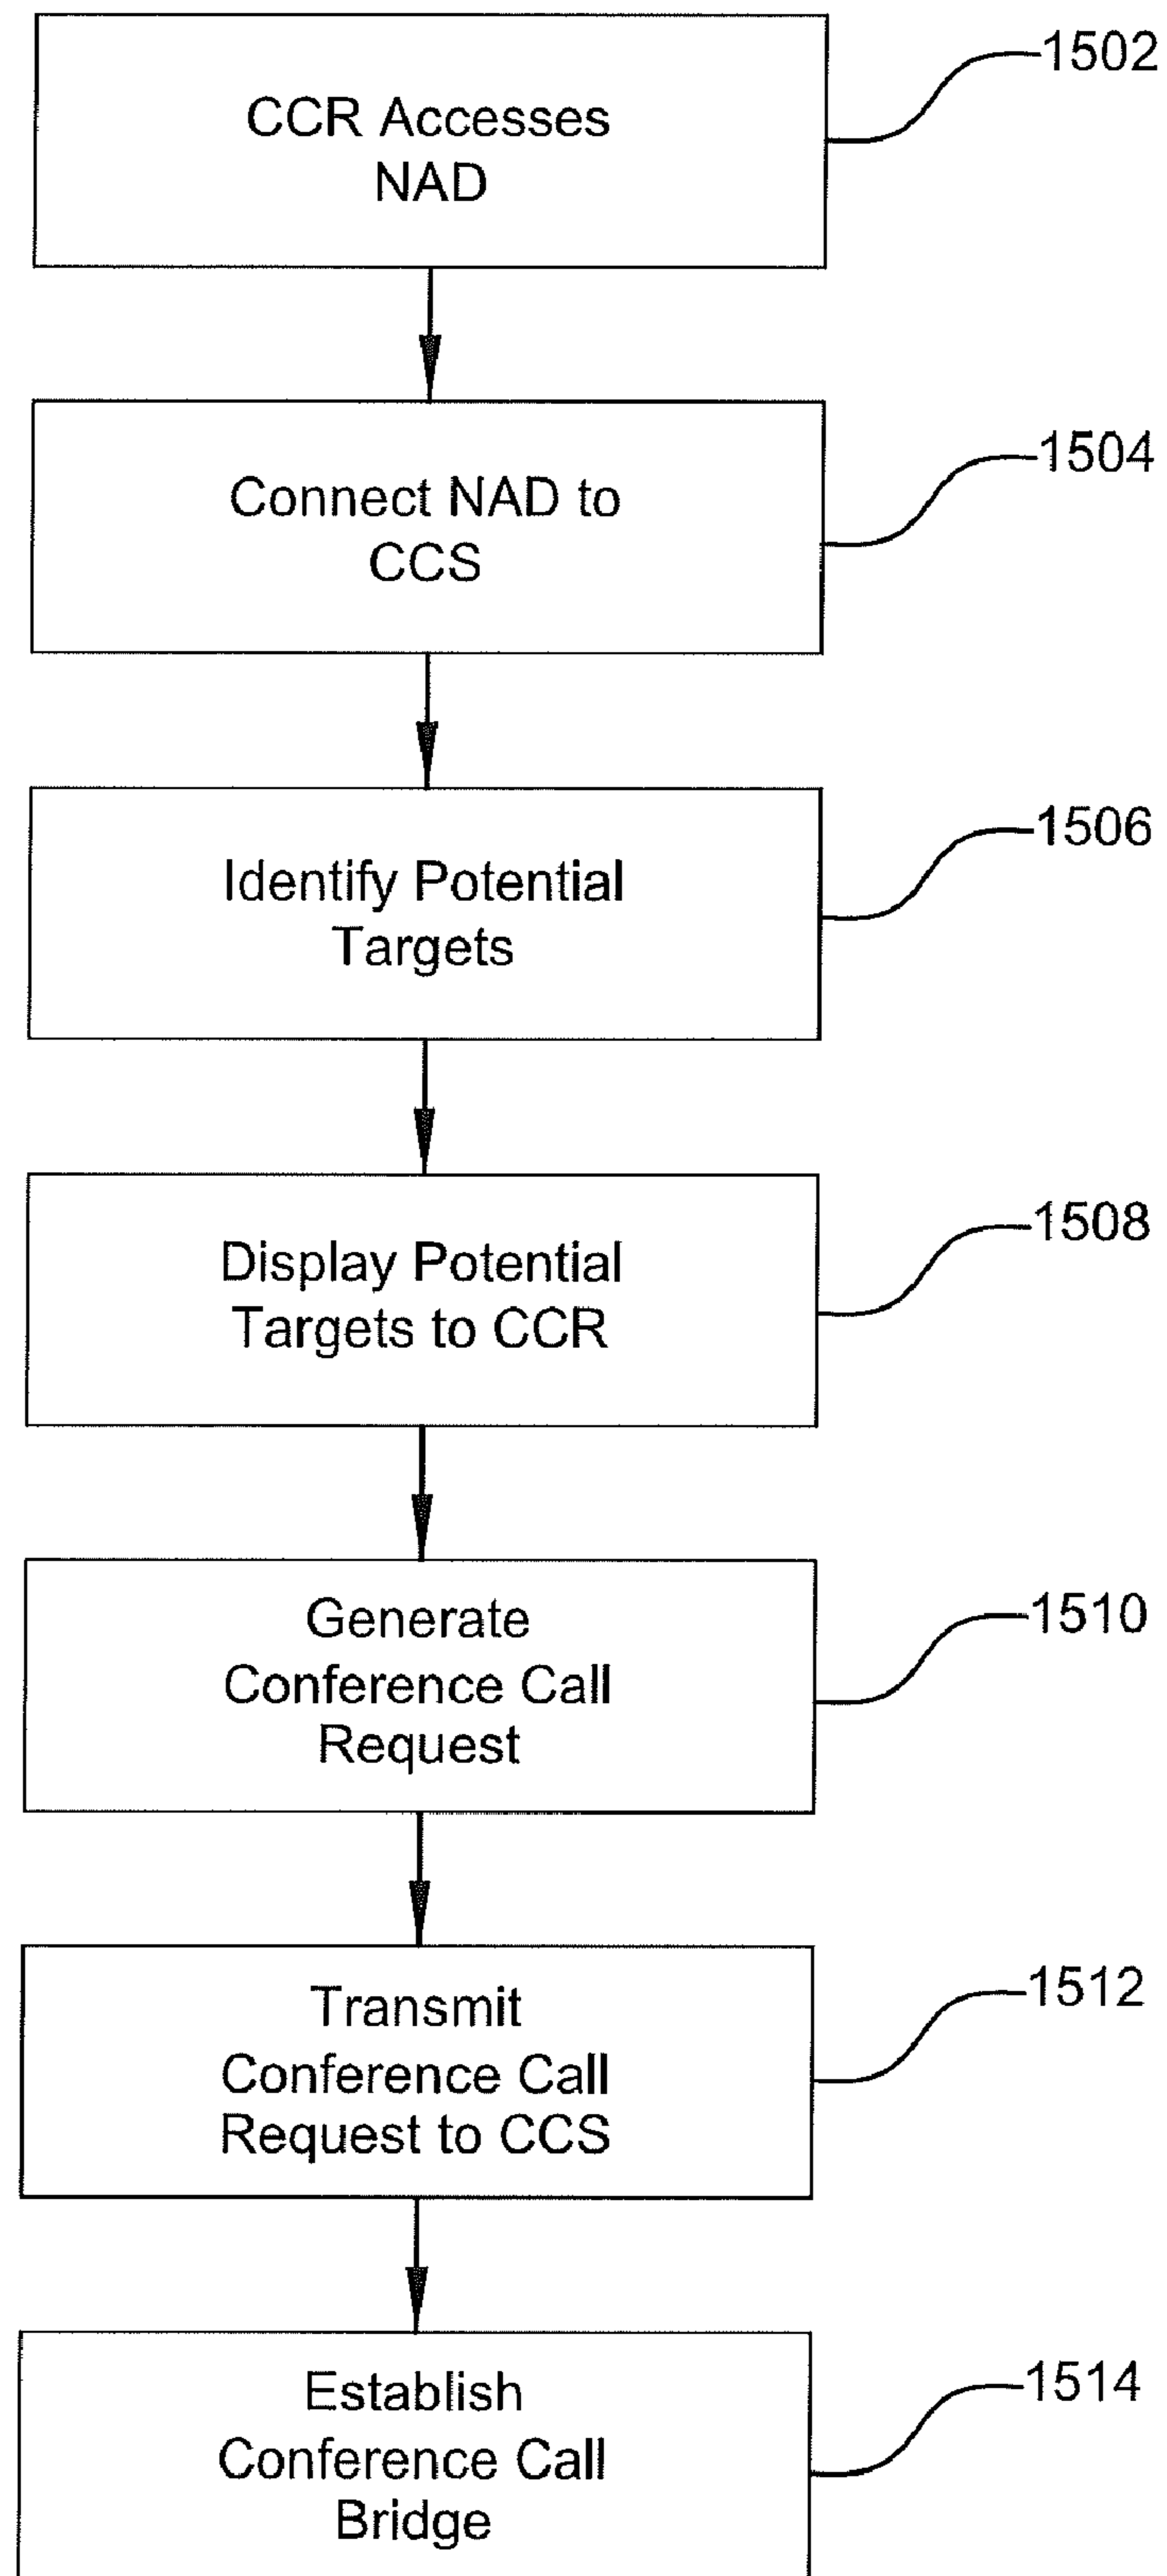 CCR Accesses
NAD
1502
Connect NAD to
CCS
1504
Identify Potential
Targets
1506
Display Potential
Targets to CCR
1508
Generate
Conference Call
Request
1510
Transmit
Conference Call
Request to CCS
1512
Establish
Conference Call
Bridge
1514